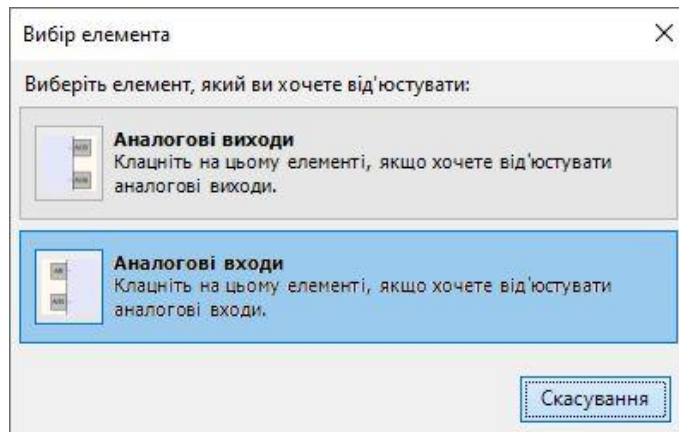 Вибір елемента
Виберіть елемент, який ви хочете від'юстувати:
Аналогові виходи
Клацніть на цьому елементі, якщо хочете від'юстувати
аналогові виходи.
Аналогові входи
Клацніть на цьому елементі, якщо хочете від'юстувати
аналогові входи.
Скасування